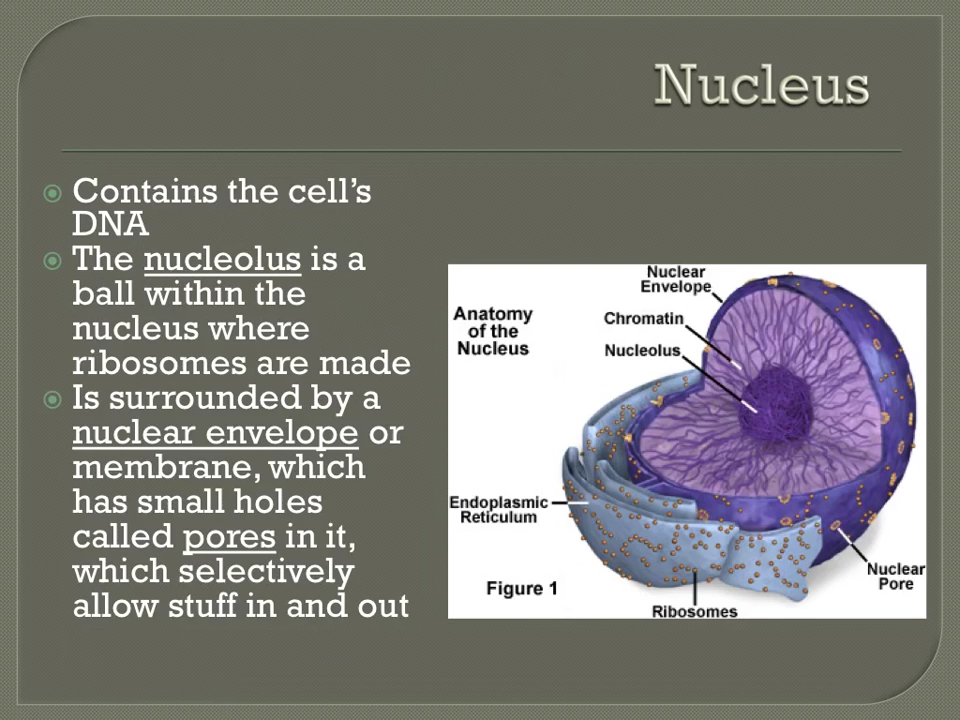 Nucleus
Contains the cell’s
DNA
The nucleolus is a
ball within the
nucleus where
ribosomes are made
Is surrounded by a
nuclear envelope or
membrane, which
has small holes
called pores in it,
which selectively
allow stuff in and out
Anatomy
of the
Nucleus
Nuclear
Envelope
Chromatin
Nucleolus
Endoplasmic
Reticulum
Figure 1
Ribosomes
Nuclear
Pore